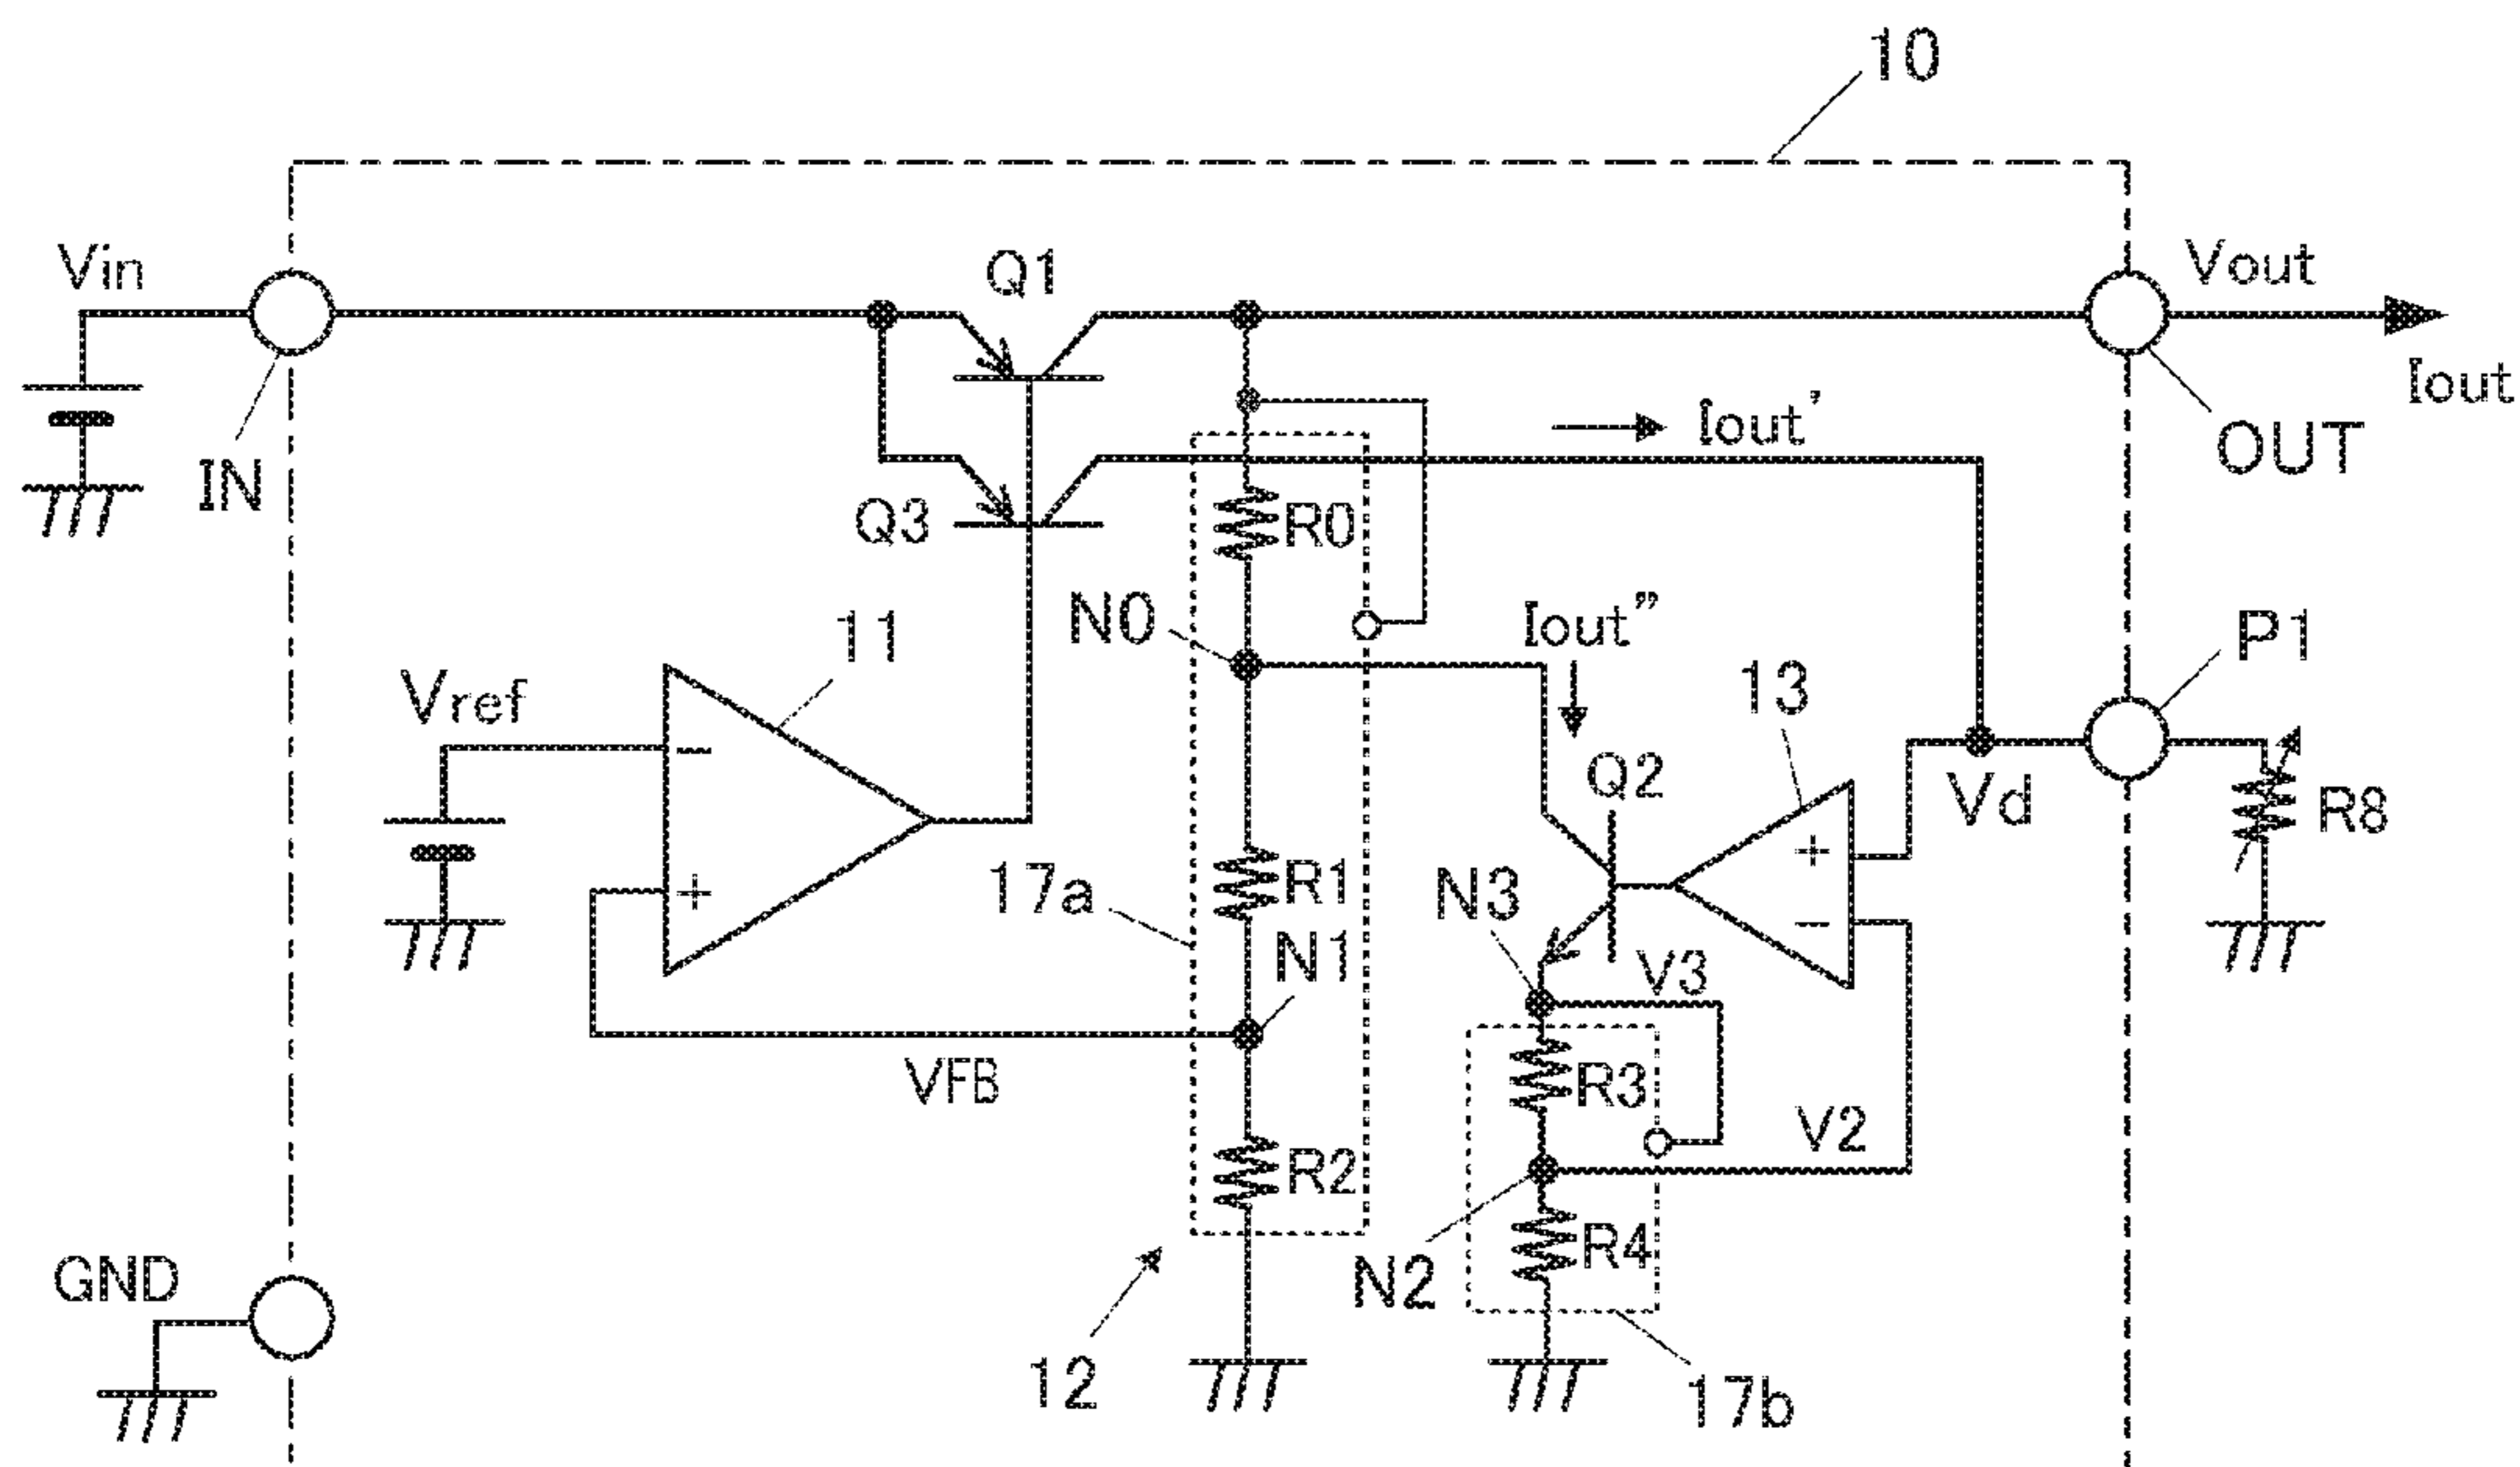 10
Vin
Q1
Vout
Iout
IN
Iout'
OUT
Q3
R0
N0
Iout"
11
P1
Vref
13
−
Q2
Vd
R8
17a
R1
+
N3
+
−
N1
V3
VFB
R3
V2
R2
R4
N2
GND
12
17b